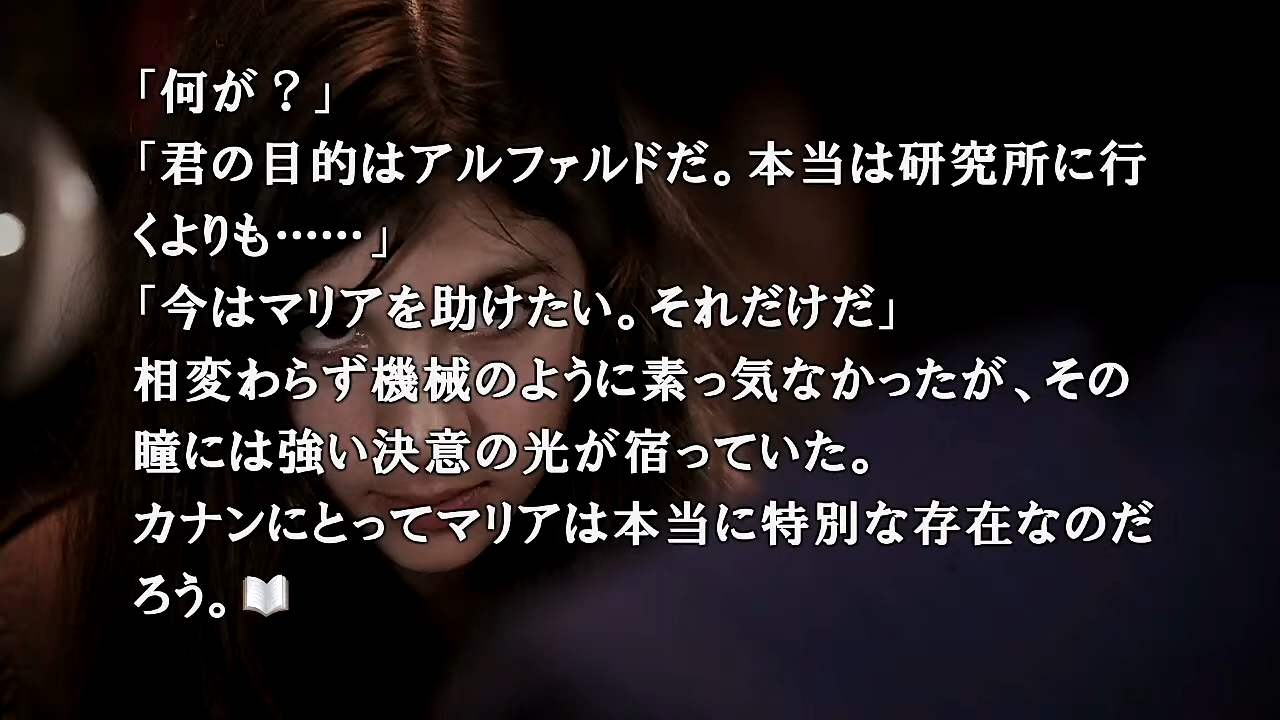 「何が？」
「君の目的はアルファルドだ。本当は研究所に行
くよりも……」
「今はマリアを助けたい。それだけだ」
相変わらず機械のように素っ気なかったが、その
瞳には強い決意の光が宿っていた。
カナンにとってマリアは本当に特別な存在なのだ
ろう。